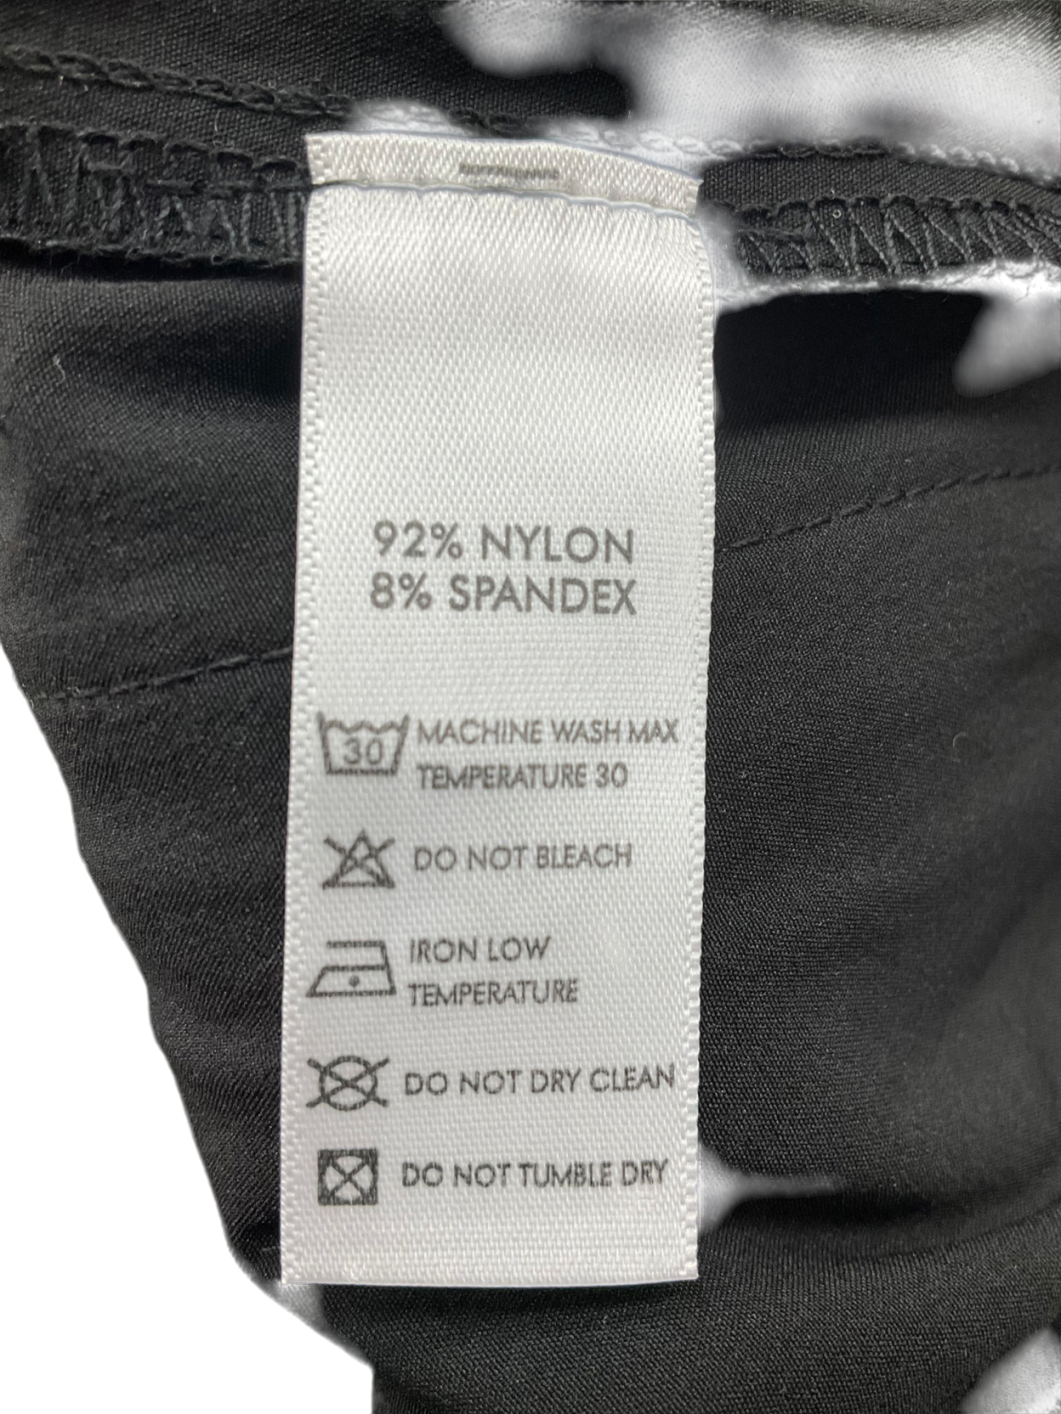 92% NYLON
8% SPANDEX
30 MACHINE WASH MAX
TEMPERATURE 30
DO NOT BLEACH
IRON LOW
TEMPERATURE
DO NOT DRY CLEAN
DO NOT TUMBLE DRY